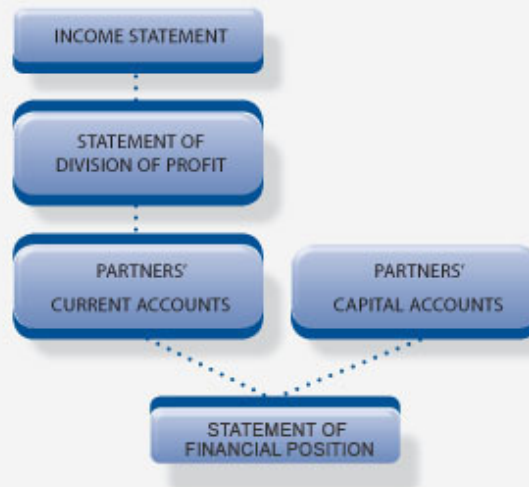 INCOME STATEMENT
STATEMENT OF
DIVISION OF PROFIT
PARTNERS'
CURRENT ACCOUNTS
PARTNERS'
CAPITAL ACCOUNTS
STATEMENT OF
FINANCIAL POSITION